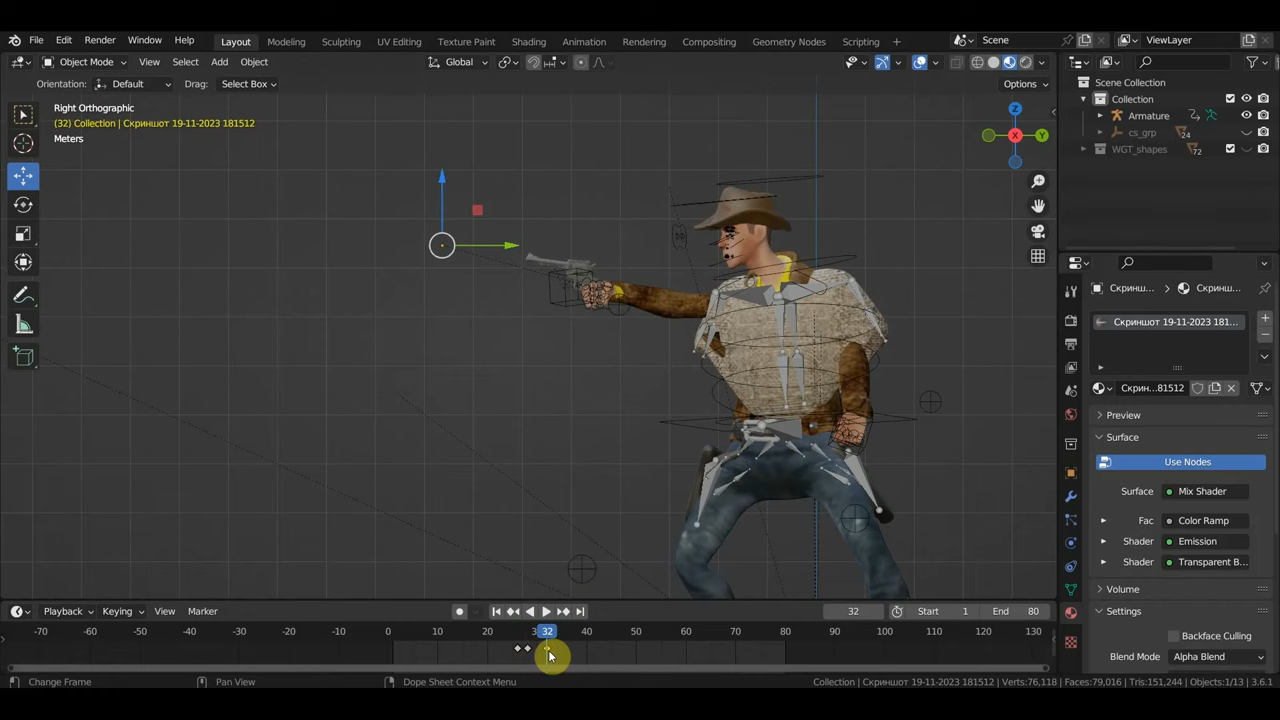 File Edit Render Window Help Layout Modeling Sculpting UV Editing Texture Paint Shading Animation Rendering Compositing Geometry Nodes Scripting + Scene ViewLayer
Object Mode View Select Add Object Global Options
Orientation: Default Drag: Select Box
Right Orthographic
(32) Collection | Скриншот 19-11-2023 181512
Meters
Z
Y
X
Scene Collection
Collection
Armature
cs_grp 24
WGT_shapes 72
Скринш... Скринш...
Скриншот 19-11-2023 181...
Скрин...81512
Preview
Surface
Use Nodes
Surface Mix Shader
Fac Color Ramp
Shader Emission
Shader Transparent B...
Volume
Settings
Backface Culling
Blend Mode Alpha Blend
Playback Keying View Marker 32 Start 1 End 80
-70 -60 -50 -40 -30 -20 -10 0 10 20 32 40 50 60 70 80 90 100 110 120 130
Change Frame Pan View Dope Sheet Context Menu Collection | Скриншот 19-11-2023 181512 | Verts:76,118 | Faces:79,016 | Tris:151,244 | Objects:1/13 | 3.6.1